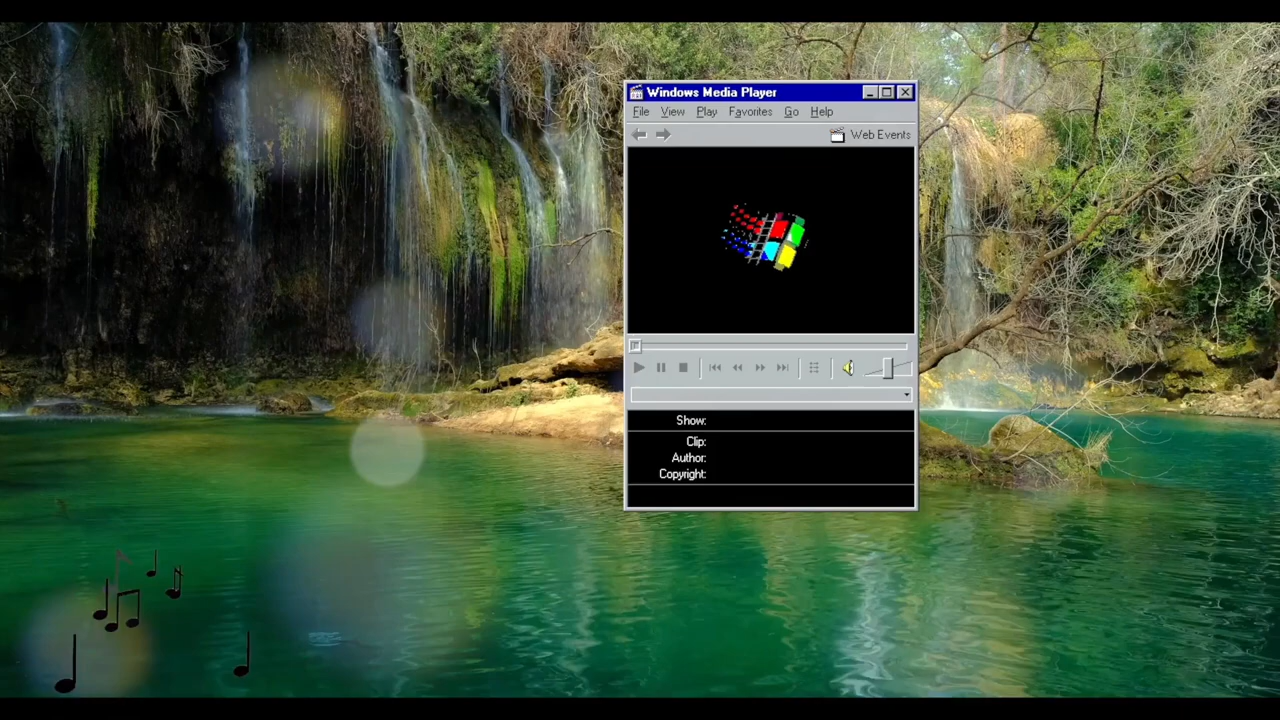 Windows Media Player
File View Play Favorites Go Help
Web Events
Show:
Clip:
Author:
Copyright: